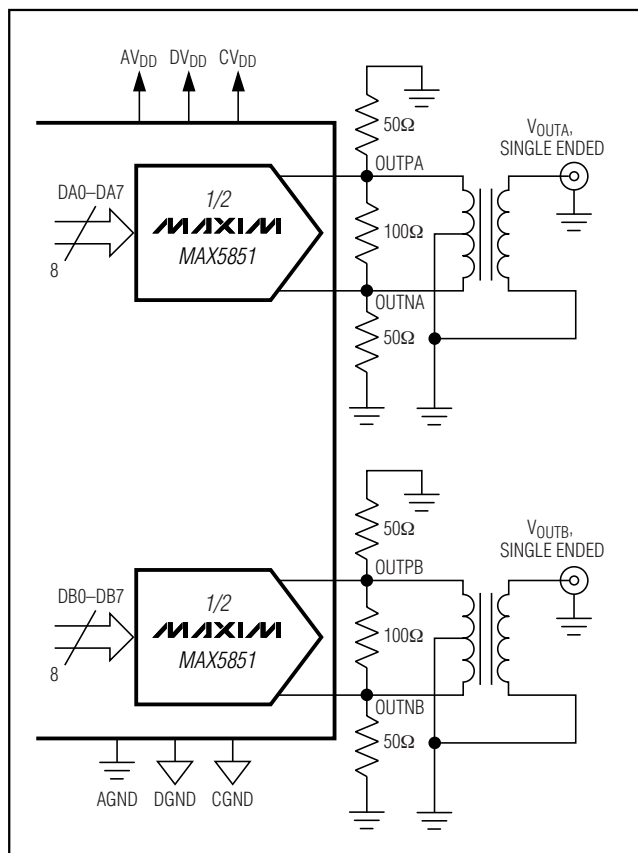 AVDD DVDD CVDD
50Ω
VOUTA,
SINGLE ENDED
OUTPA
DA0–DA7
1/2
MAXIM
100Ω
MAX5851
8
OUTNA
50Ω
50Ω
VOUTB,
SINGLE ENDED
OUTPB
DB0–DB7
1/2
MAXIM
100Ω
MAX5851
8
OUTNB
50Ω
AGND DGND CGND